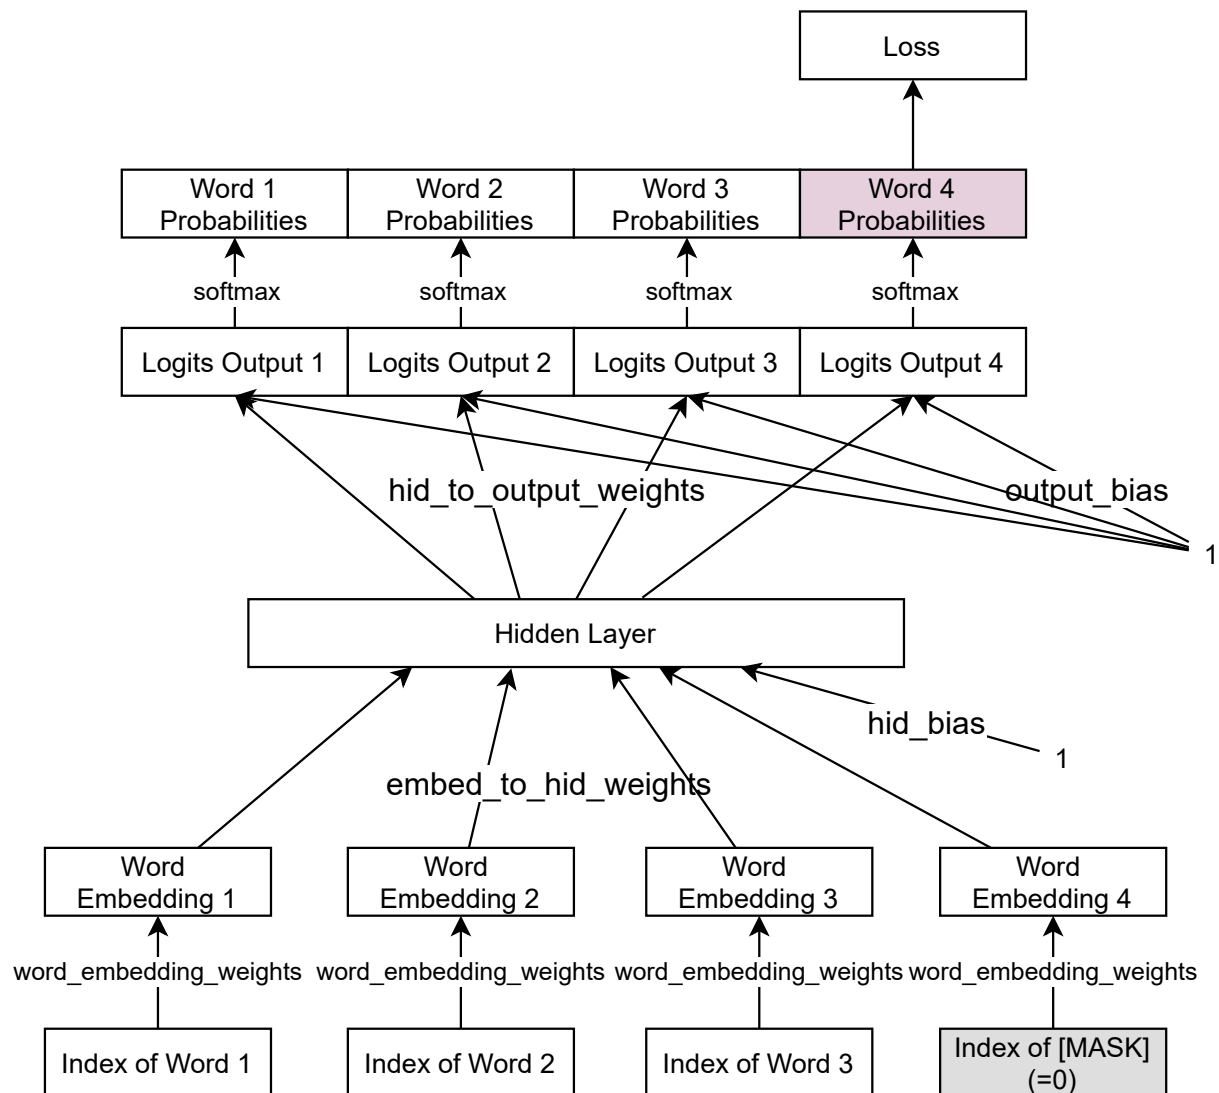 Loss
Word 1
Probabilities
Word 2
Probabilities
Word 3
Probabilities
Word 4
Probabilities
softmax
softmax
softmax
softmax
Logits Output 1
Logits Output 2
Logits Output 3
Logits Output 4
hid_to_output_weights
output_bias
1
Hidden Layer
hid_bias
1
embed_to_hid_weights
Word
Embedding 1
Word
Embedding 2
Word
Embedding 3
Word
Embedding 4
word_embedding_weights
word_embedding_weights
word_embedding_weights
word_embedding_weights
Index of Word 1
Index of Word 2
Index of Word 3
Index of [MASK]
(=0)